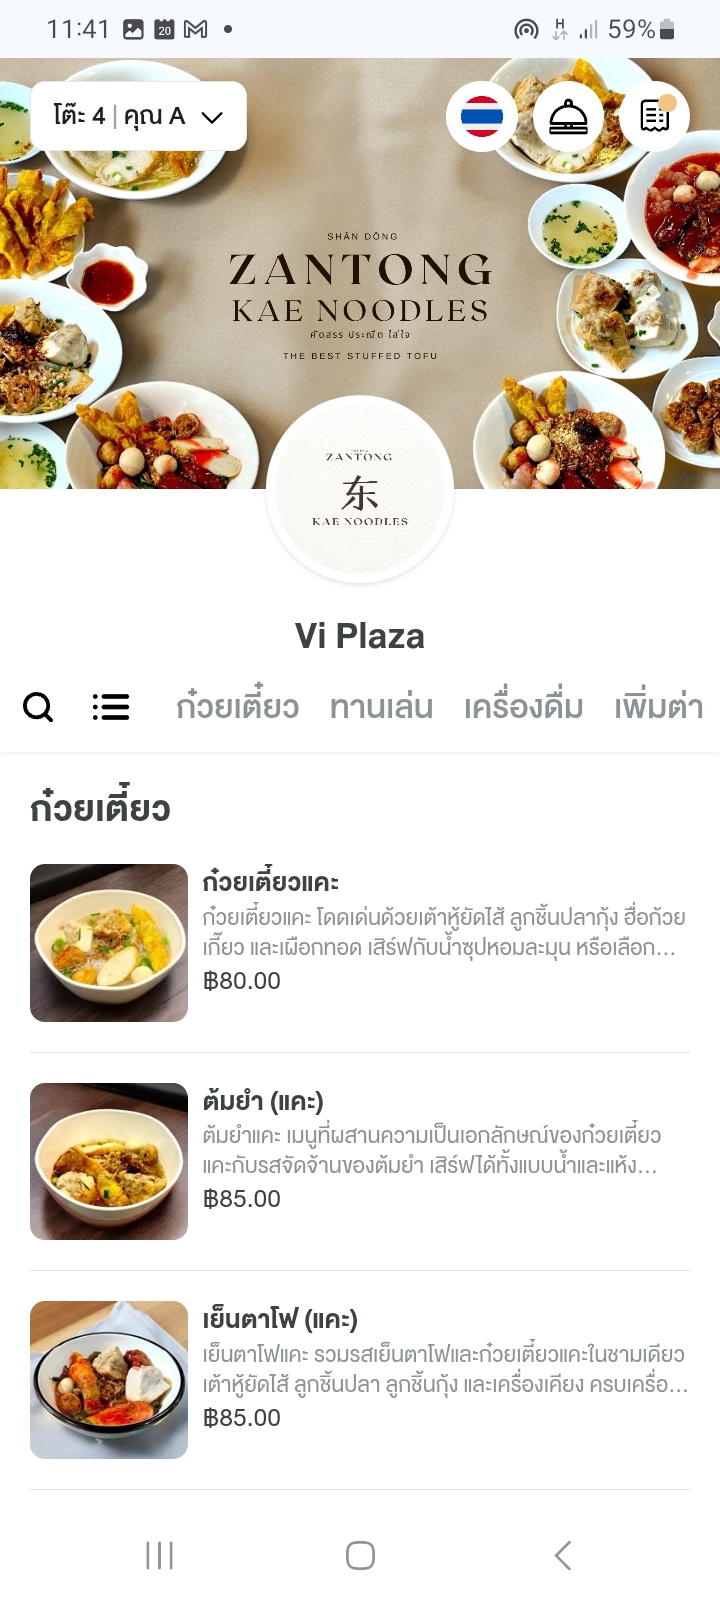 11:41
20
H
59%
โต๊ะ 4 | คุณ A
SHĀN DŌNG
ZANTONG
KAE NOODLES
คัดสรร ประณีต ใส่ใจ
THE BEST STUFFED TOFU
ZANTONG
东
KAE NOODLES
Vi Plaza
ก๋วยเตี๋ยว ทานเล่น เครื่องดื่ม เพิ่มต่า
ก๋วยเตี๋ยว
ก๋วยเตี๋ยวแคะ
ก๋วยเตี๋ยวแคะ โดดเด่นด้วยเต้าหู้ยัดไส้ ลูกชิ้นปลากุ้ง ฮื่อก้วย
เกี๊ยว และเผือกทอด เสิร์ฟกับน้ำซุปหอมละมุน หรือเลือก...
฿80.00
ต้มยำ (แคะ)
ต้มยำแคะ เมนูที่ผสานความเป็นเอกลักษณ์ของก๋วยเตี๋ยว
แคะกับรสจัดจ้านของต้มยำ เสิร์ฟได้ทั้งแบบน้ำและแห้ง...
฿85.00
เย็นตาโฟ (แคะ)
เย็นตาโฟแคะ รวมรสเย็นตาโฟและก๋วยเตี๋ยวแคะในชามเดียว
เต้าหู้ยัดไส้ ลูกชิ้นปลา ลูกชิ้นกุ้ง และเครื่องเคียง ครบเครื่อ...
฿85.00